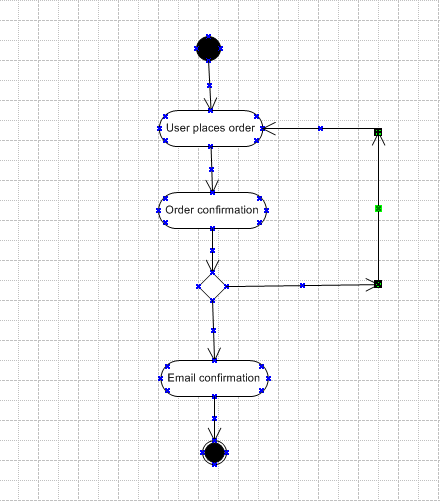 User places order
Order confirmation
Email confirmation